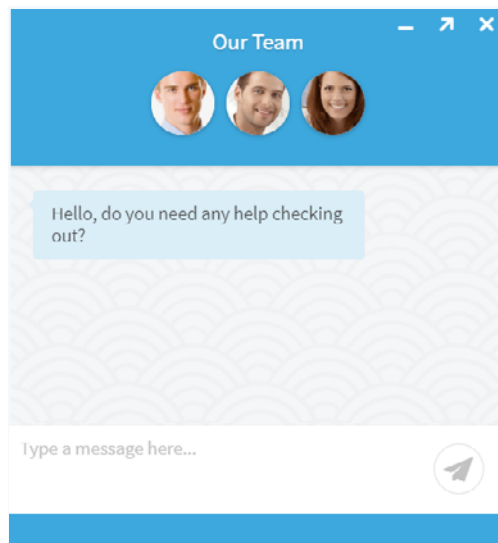 Our Team
Hello, do you need any help checking
out?
Type a message here...